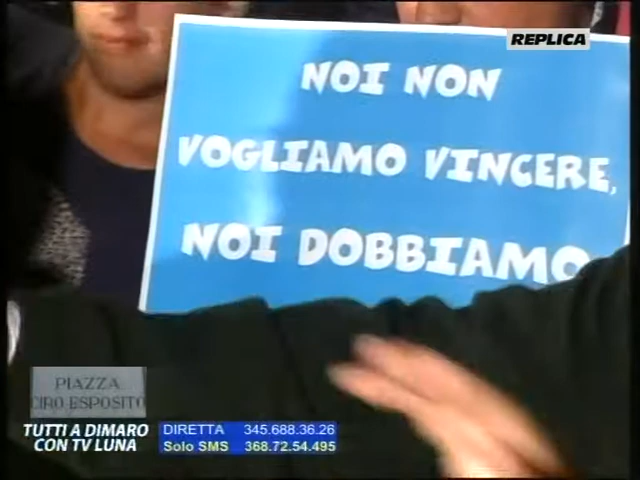 REPLICA
NOI NON
VOGLIAMO VINCERE,
NOI DOBBIAMO
PIAZZA
CIRO ESPOSITO
TUTTI A DIMARO
CON TV LUNA
DIRETTA 345.688.36.26
Solo SMS 368.72.54.495